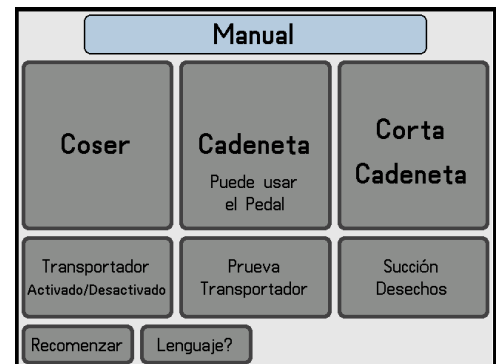 Manual
Coser
Cadeneta
Puede usar
el Pedal
Corta
Cadeneta
Transportador
Activado/Desactivado
Prueva
Transportador
Succión
Desechos
Recomenzar
Lenguaje?